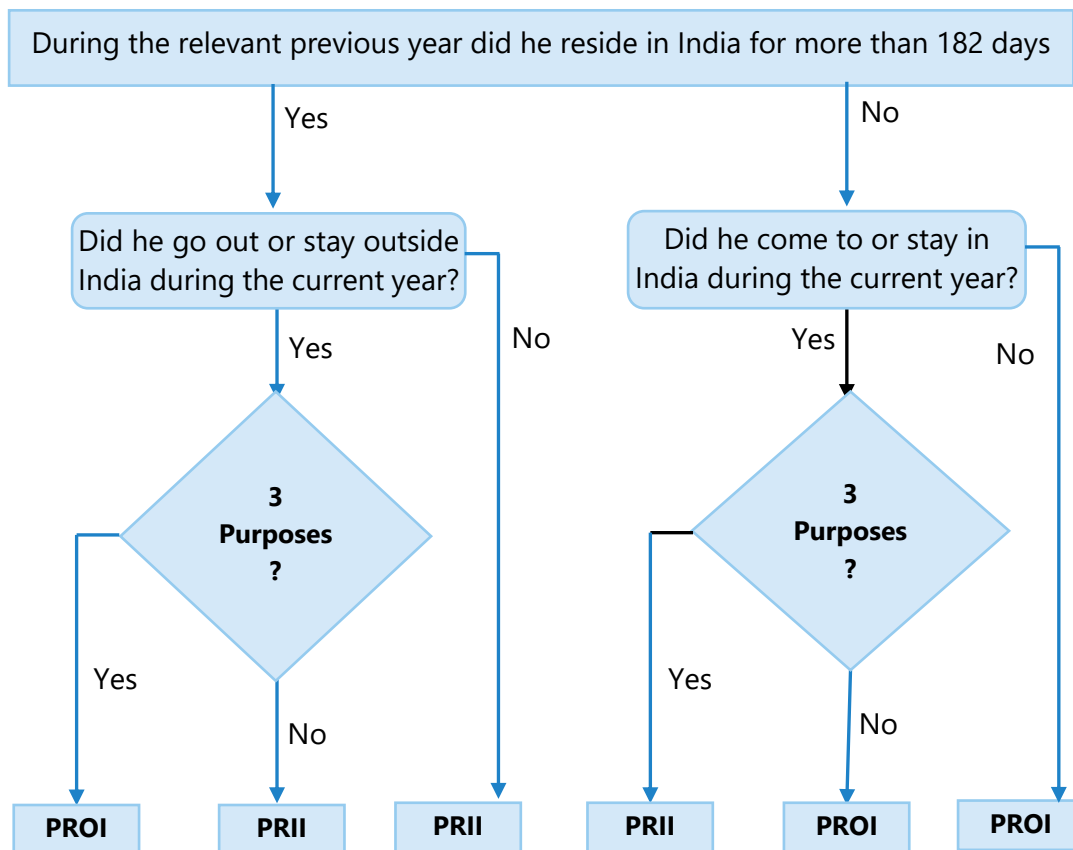 During the relevant previous year did he reside in India for more than 182 days
Yes
No
Did he go out or stay outside
India during the current year?
Did he come to or stay in
India during the current year?
Yes
No
Yes
No
3
Purposes
?
3
Purposes
?
Yes
No
Yes
No
PROI
PRII
PRII
PRII
PROI
PROI